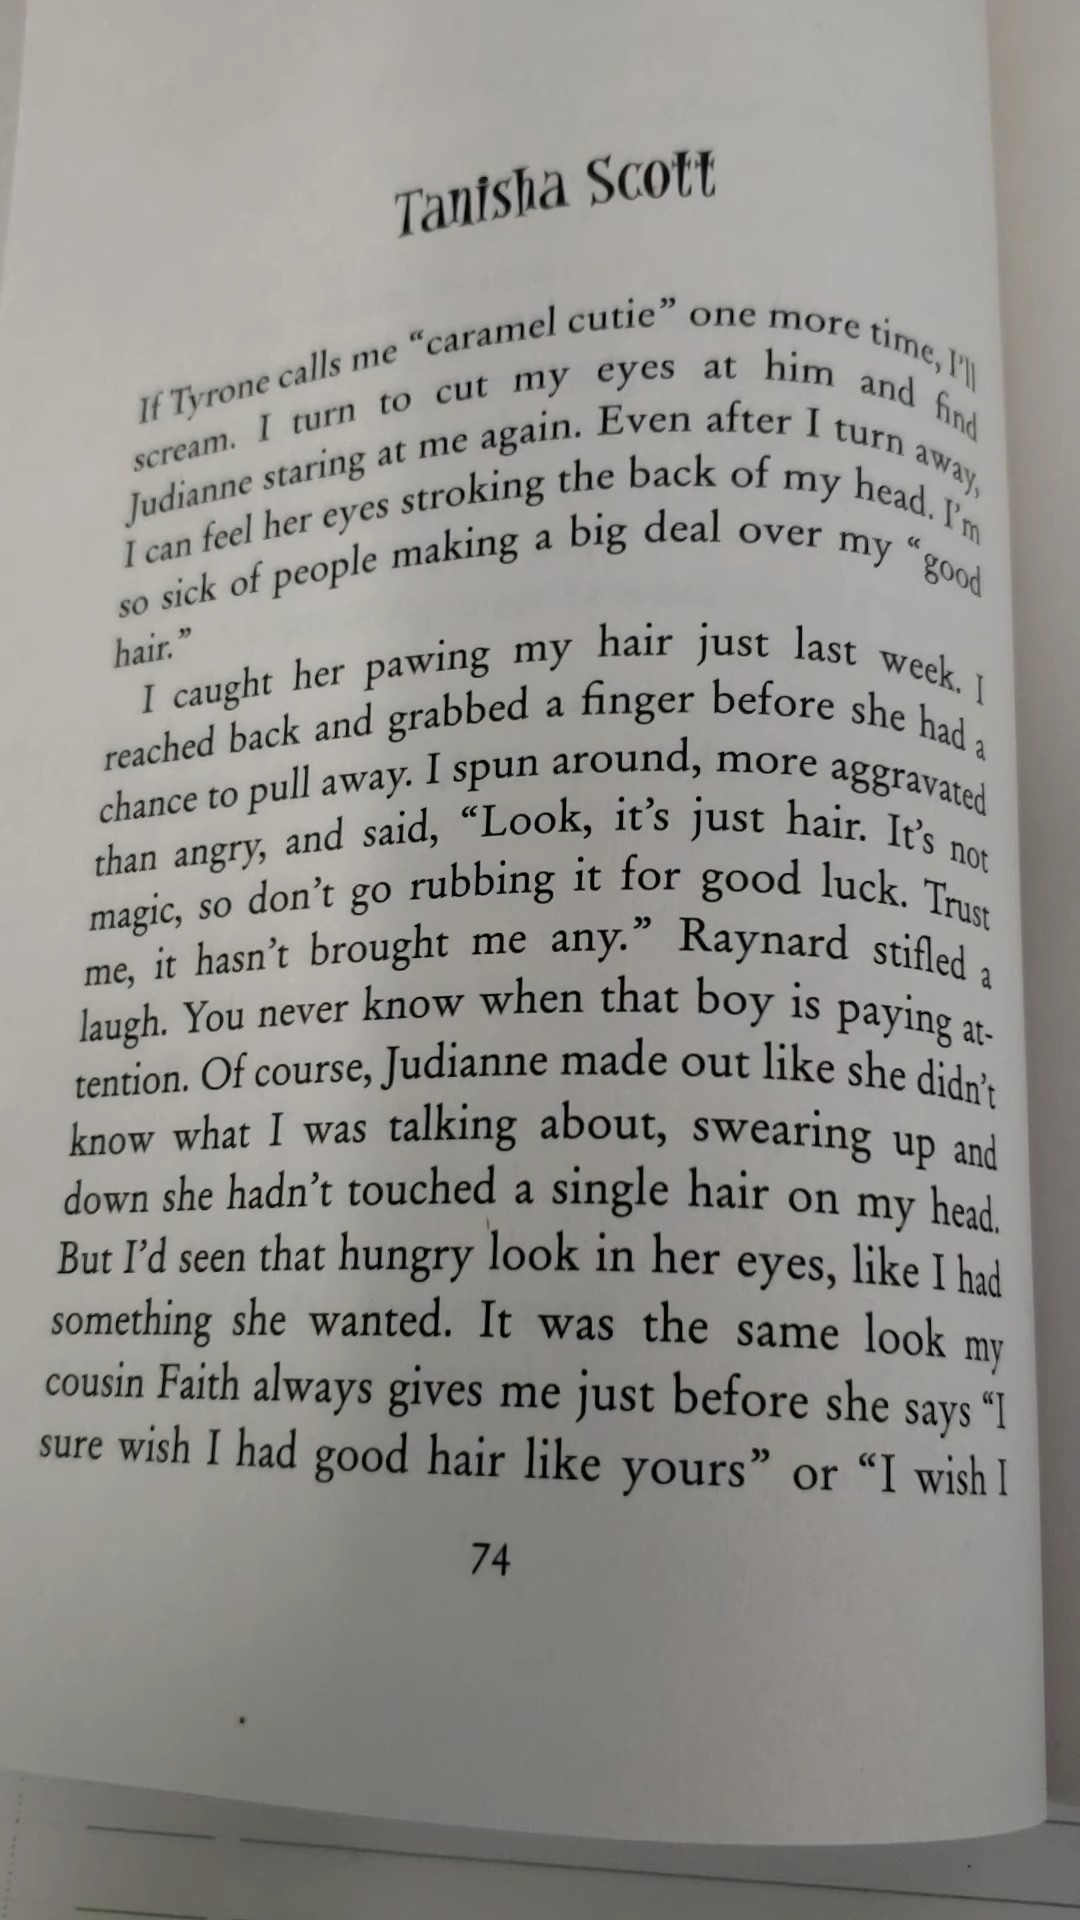 Tanisha Scott
If Tyrone calls me “caramel cutie” one more time, I’ll
scream. I turn to cut my eyes at him and find
Judianne staring at me again. Even after I turn away,
I can feel her eyes stroking the back of my head. I’m
so sick of people making a big deal over my “good
hair.”
I caught her pawing my hair just last week. I
reached back and grabbed a finger before she had a
chance to pull away. I spun around, more aggravated
than angry, and said, “Look, it’s just hair. It’s not
magic, so don’t go rubbing it for good luck. Trust
me, it hasn’t brought me any.” Raynard stifled a
laugh. You never know when that boy is paying at-
tention. Of course, Judianne made out like she didn’t
know what I was talking about, swearing up and
down she hadn’t touched a single hair on my head.
But I’d seen that hungry look in her eyes, like I had
something she wanted. It was the same look my
cousin Faith always gives me just before she says “I
sure wish I had good hair like yours” or “I wish I
74